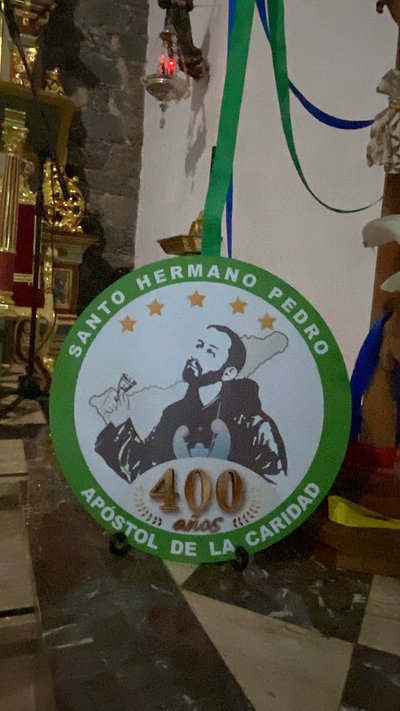 SANTO HERMANO PEDRO
400
años
APÓSTOL DE LA CARIDAD